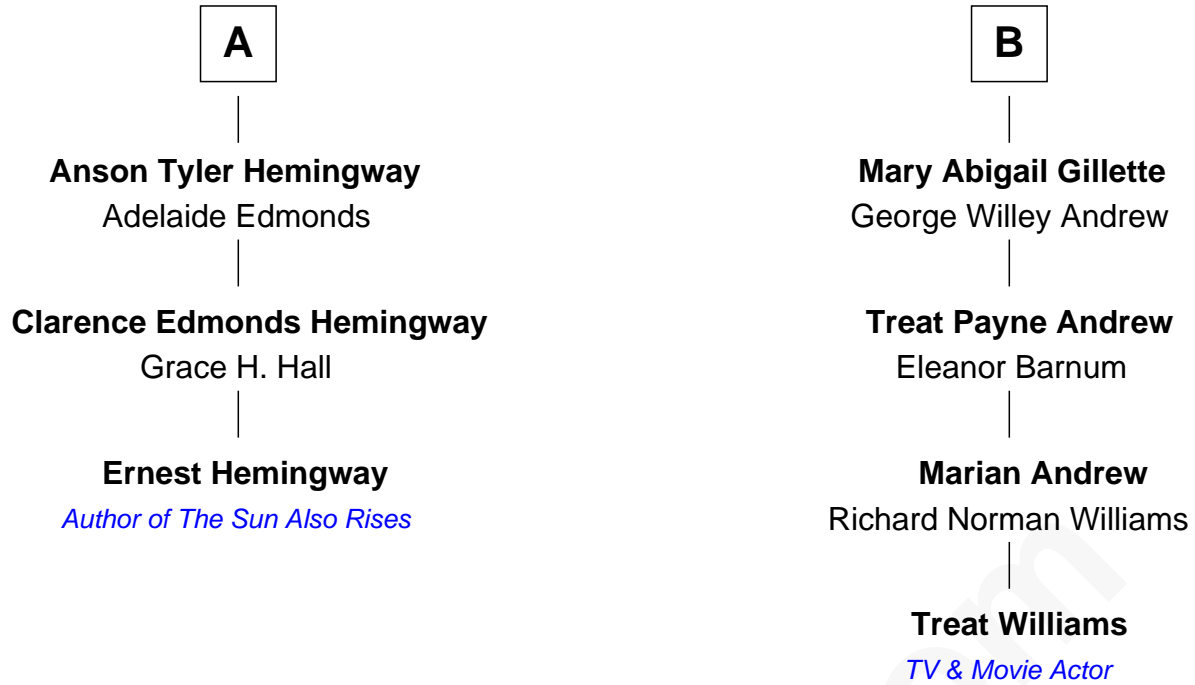 A
Anson Tyler Hemingway
Adelaide Edmonds
Clarence Edmonds Hemingway
Grace H. Hall
Ernest Hemingway
Author of The Sun Also Rises
B
Mary Abigail Gillette
George Willey Andrew
Treat Payne Andrew
Eleanor Barnum
Marian Andrew
Richard Norman Williams
Treat Williams
TV & Movie Actor